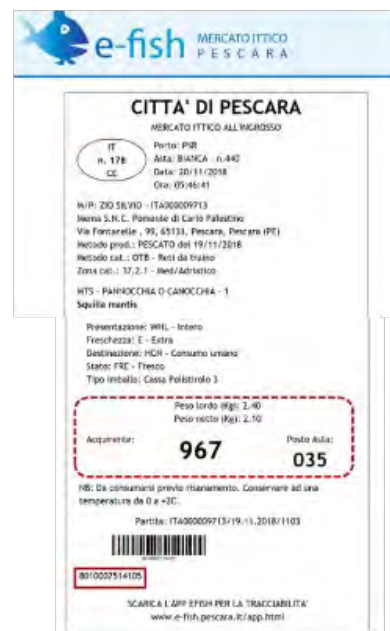 e-fish MERCATO ITTICO
PESCARA
CITTA' DI PESCARA
MERCATO ITTICO ALL'INGROSSO
IT
n. 178
CE
Porto: PSR
Asta: BIANCA - n.440
Data: 20/11/2018
Ora: 05:46:41
M/P: ZIO SILVIO - ITA000009713
Mema S.N.C. Pomante di Carlo Palestino
Via Fontanelle , 99, 65131, Pescara, Pescara (PE)
Metodo prod.: PESCATO del 19/11/2018
Metodo cat.: OTB - Reti da traino
Zona cat.: 37.2.1 - Med/Adriatico
MTS - PANNOCCHIA O CANOCCHIA - 1
Squilla mantis
Presentazione: WHL - Intero
Freschezza: E - Extra
Destinazione: HCN - Consumo umano
Stato: FRE - Fresco
Tipo imballo: Cassa Polistirolo 3
Peso lordo (Kg): 2.40
Peso netto (Kg): 2.10
Acquirente:
967
Posto Asta:
035
NB: Da consumarsi previo risanamento. Conservare ad una
temperatura da 0 a +2C.
Partita: ITA000009713/19.11.2018/1103
8010007514105
SCARICA L'APP EFISH PER LA TRACCIABILITA'
www.e-fish.pescara.it/app.html